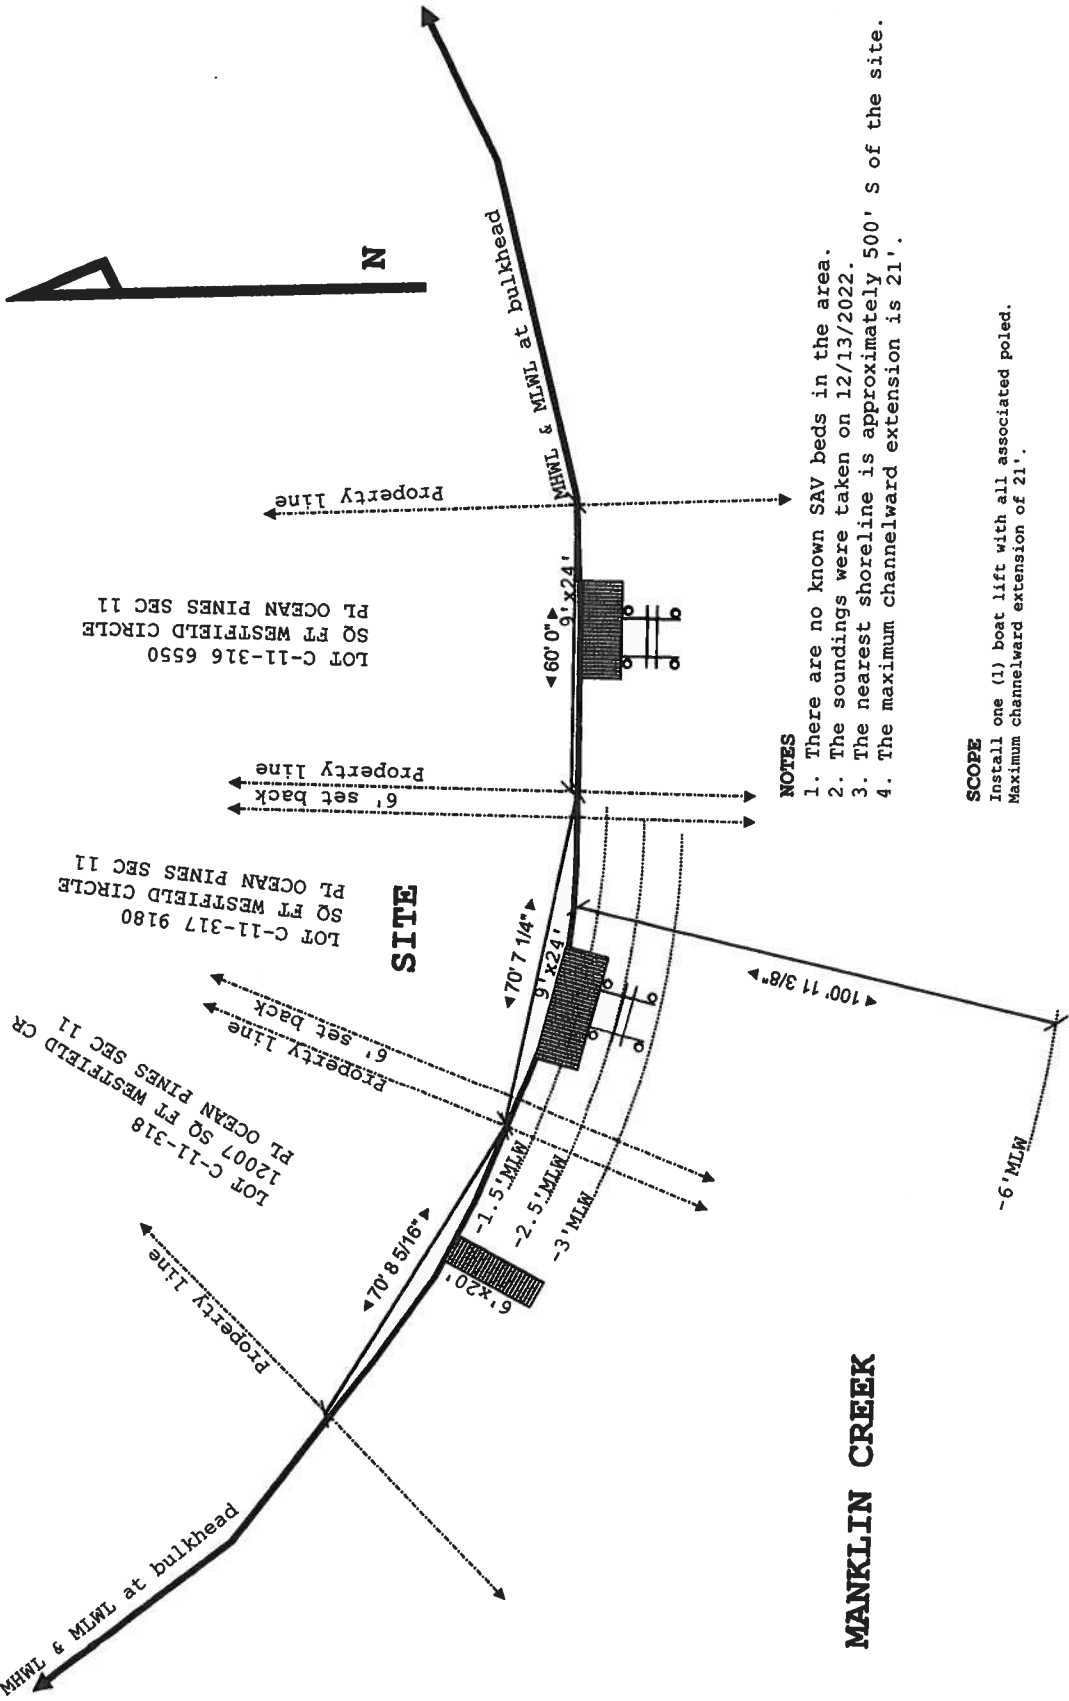 N
MHWL & MLWL at bulkhead
Property line
LOT C-11-316 6550
SQ FT WESTFIELD CIRCLE
PL OCEAN PINES SEC 11
60' 0"
9'x24'
Property line
6' set back
LOT C-11-317 9180
SQ FT WESTFIELD CIRCLE
PL OCEAN PINES SEC 11
SITE
70' 7 1/4"
9'x24'
6' set back
Property line
LOT C-11-318
12007 SQ FT WESTFIELD CR
PL OCEAN PINES SEC 11
70' 8 5/16"
6'x20'
Property line
MHWL & MLWL at bulkhead
-1.5'MLW
-2.5'MLW
-3'MLW
100' 11 3/8"
-6'MLW
MANKLIN CREEK
NOTES
1. There are no known SAV beds in the area.
2. The soundings were taken on 12/13/2022.
3. The nearest shoreline is approximately 500' S of the site.
4. The maximum channelward extension is 21'.
SCOPE
Install one (1) boat lift with all associated poled.
Maximum channelward extension of 21'.